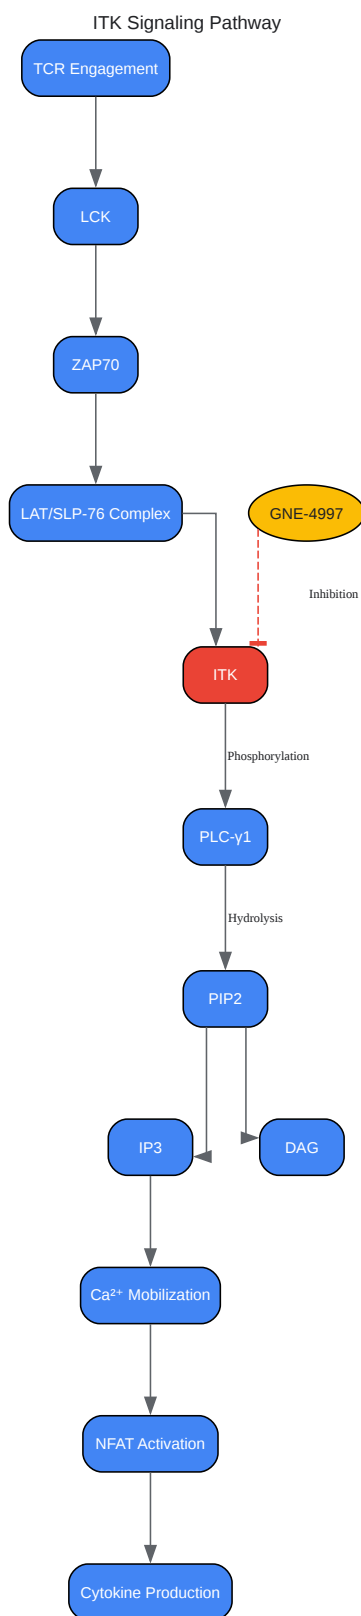 ITK Signaling Pathway
TCR Engagement
LCK
ZAP70
LAT/SLP-76 Complex
GNE-4997
Inhibition
ITK
Phosphorylation
PLC-γ1
Hydrolysis
PIP2
IP3
DAG
Ca²⁺ Mobilization
NFAT Activation
Cytokine Production